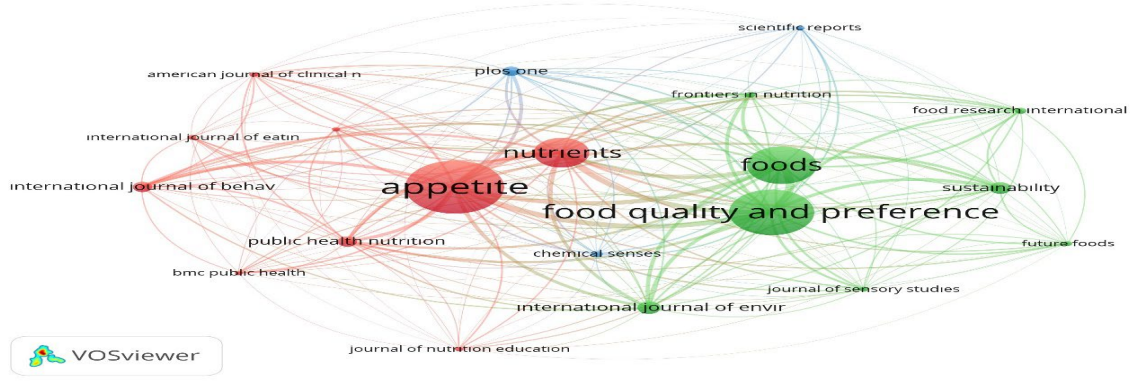 scientific reports
american journal of clinical n
plos one
frontiers in nutrition
food research international
international journal of eatin
nutrients
foods
international journal of behav
appetite
sustainability
food quality and preference
public health nutrition
chemical senses
future foods
bmc public health
journal of sensory studies
international journal of envir
journal of nutrition education
VOSviewer